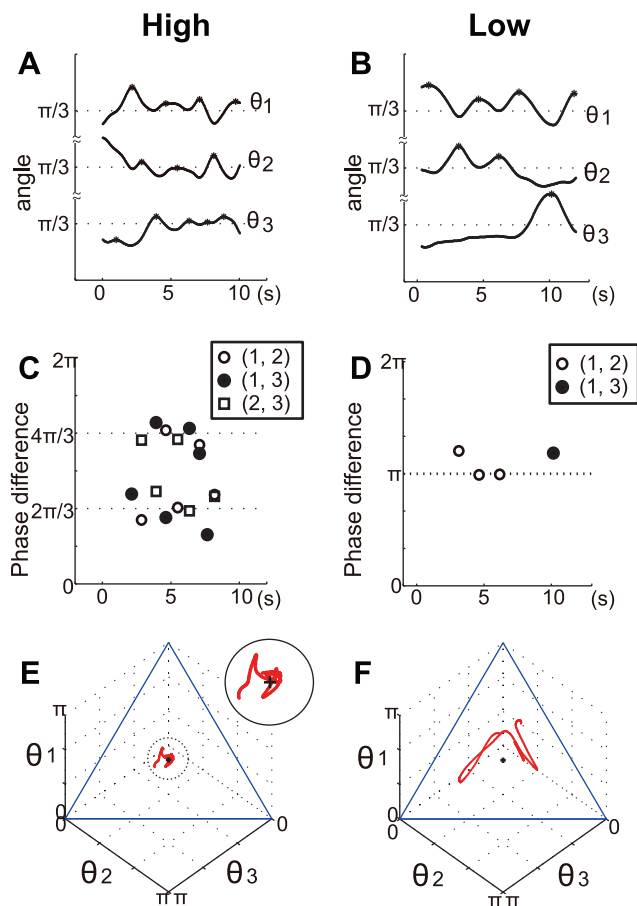 High
Low
A
B
π/3
π/3
π/3
angle
θ1
θ2
θ3
0
5
10
(s)
π/3
π/3
π/3
θ1
θ2
θ3
0
5
10
(s)
C
D
2π
4π/3
2π/3
0
Phase difference
(1, 2)
(1, 3)
(2, 3)
0
5
10
(s)
2π
π
0
Phase difference
(1, 2)
(1, 3)
0
5
10
(s)
E
F
π
θ1
0
0
0
θ2
θ3
π π
π
θ1
0
0
0
θ2
θ3
π π